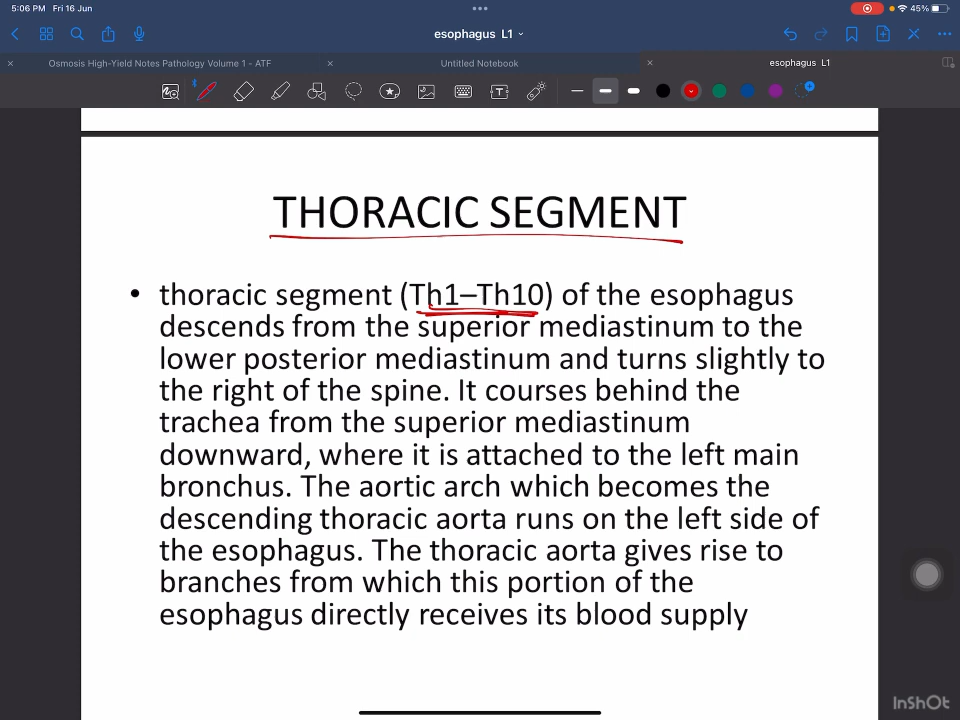 5:06 PM Fri 16 Jun
45%
esophagus L1
Osmosis High-Yield Notes Pathology Volume 1 - ATF
Untitled Notebook
esophagus L1
THORACIC SEGMENT
• thoracic segment (Th1–Th10) of the esophagus
descends from the superior mediastinum to the
lower posterior mediastinum and turns slightly to
the right of the spine. It courses behind the
trachea from the superior mediastinum
downward, where it is attached to the left main
bronchus. The aortic arch which becomes the
descending thoracic aorta runs on the left side of
the esophagus. The thoracic aorta gives rise to
branches from which this portion of the
esophagus directly receives its blood supply
InShOt